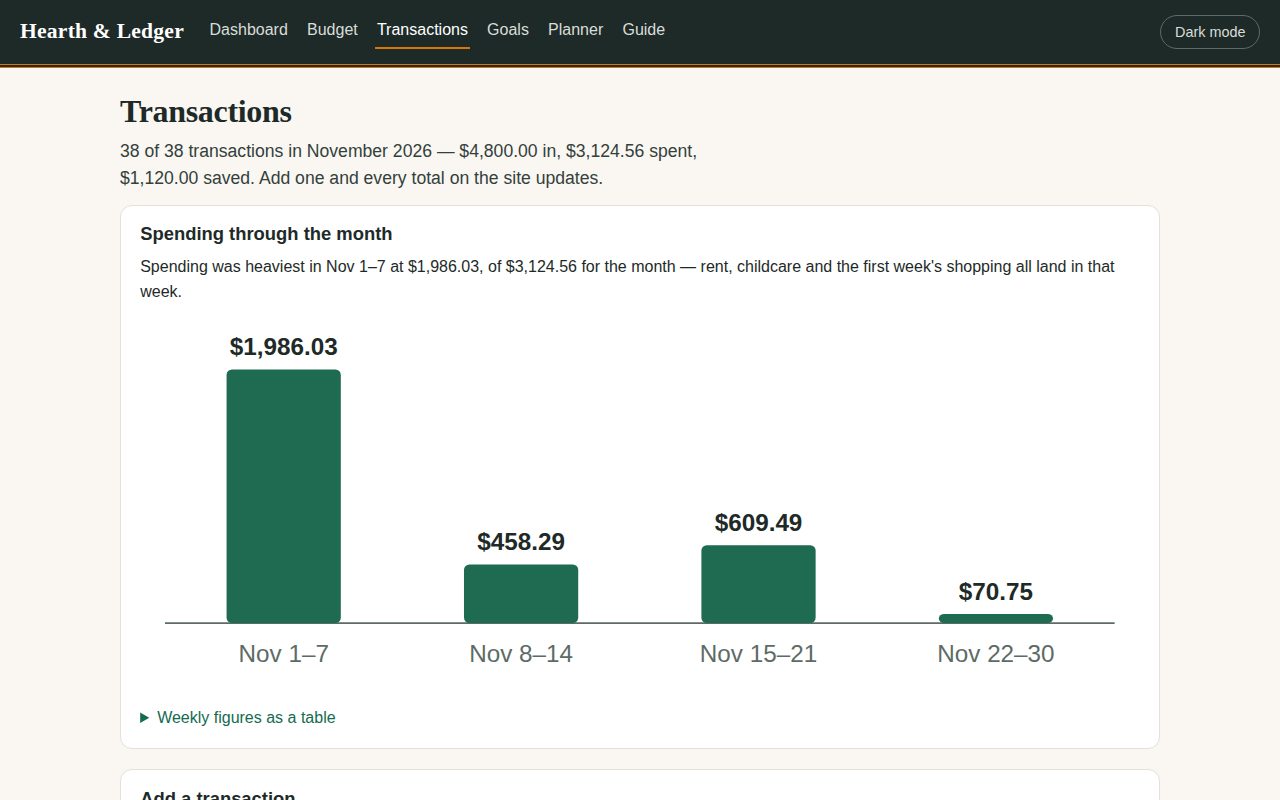 Hearth & Ledger
Dashboard
Budget
Transactions
Goals
Planner
Guide
Dark mode
Transactions
38 of 38 transactions in November 2026 — $4,800.00 in, $3,124.56 spent,
$1,120.00 saved. Add one and every total on the site updates.
Spending through the month
Spending was heaviest in Nov 1–7 at $1,986.03, of $3,124.56 for the month — rent, childcare and the first week's shopping all land in that
week.
$1,986.03
$458.29
$609.49
$70.75
Nov 1–7
Nov 8–14
Nov 15–21
Nov 22–30
Weekly figures as a table
Add a transaction